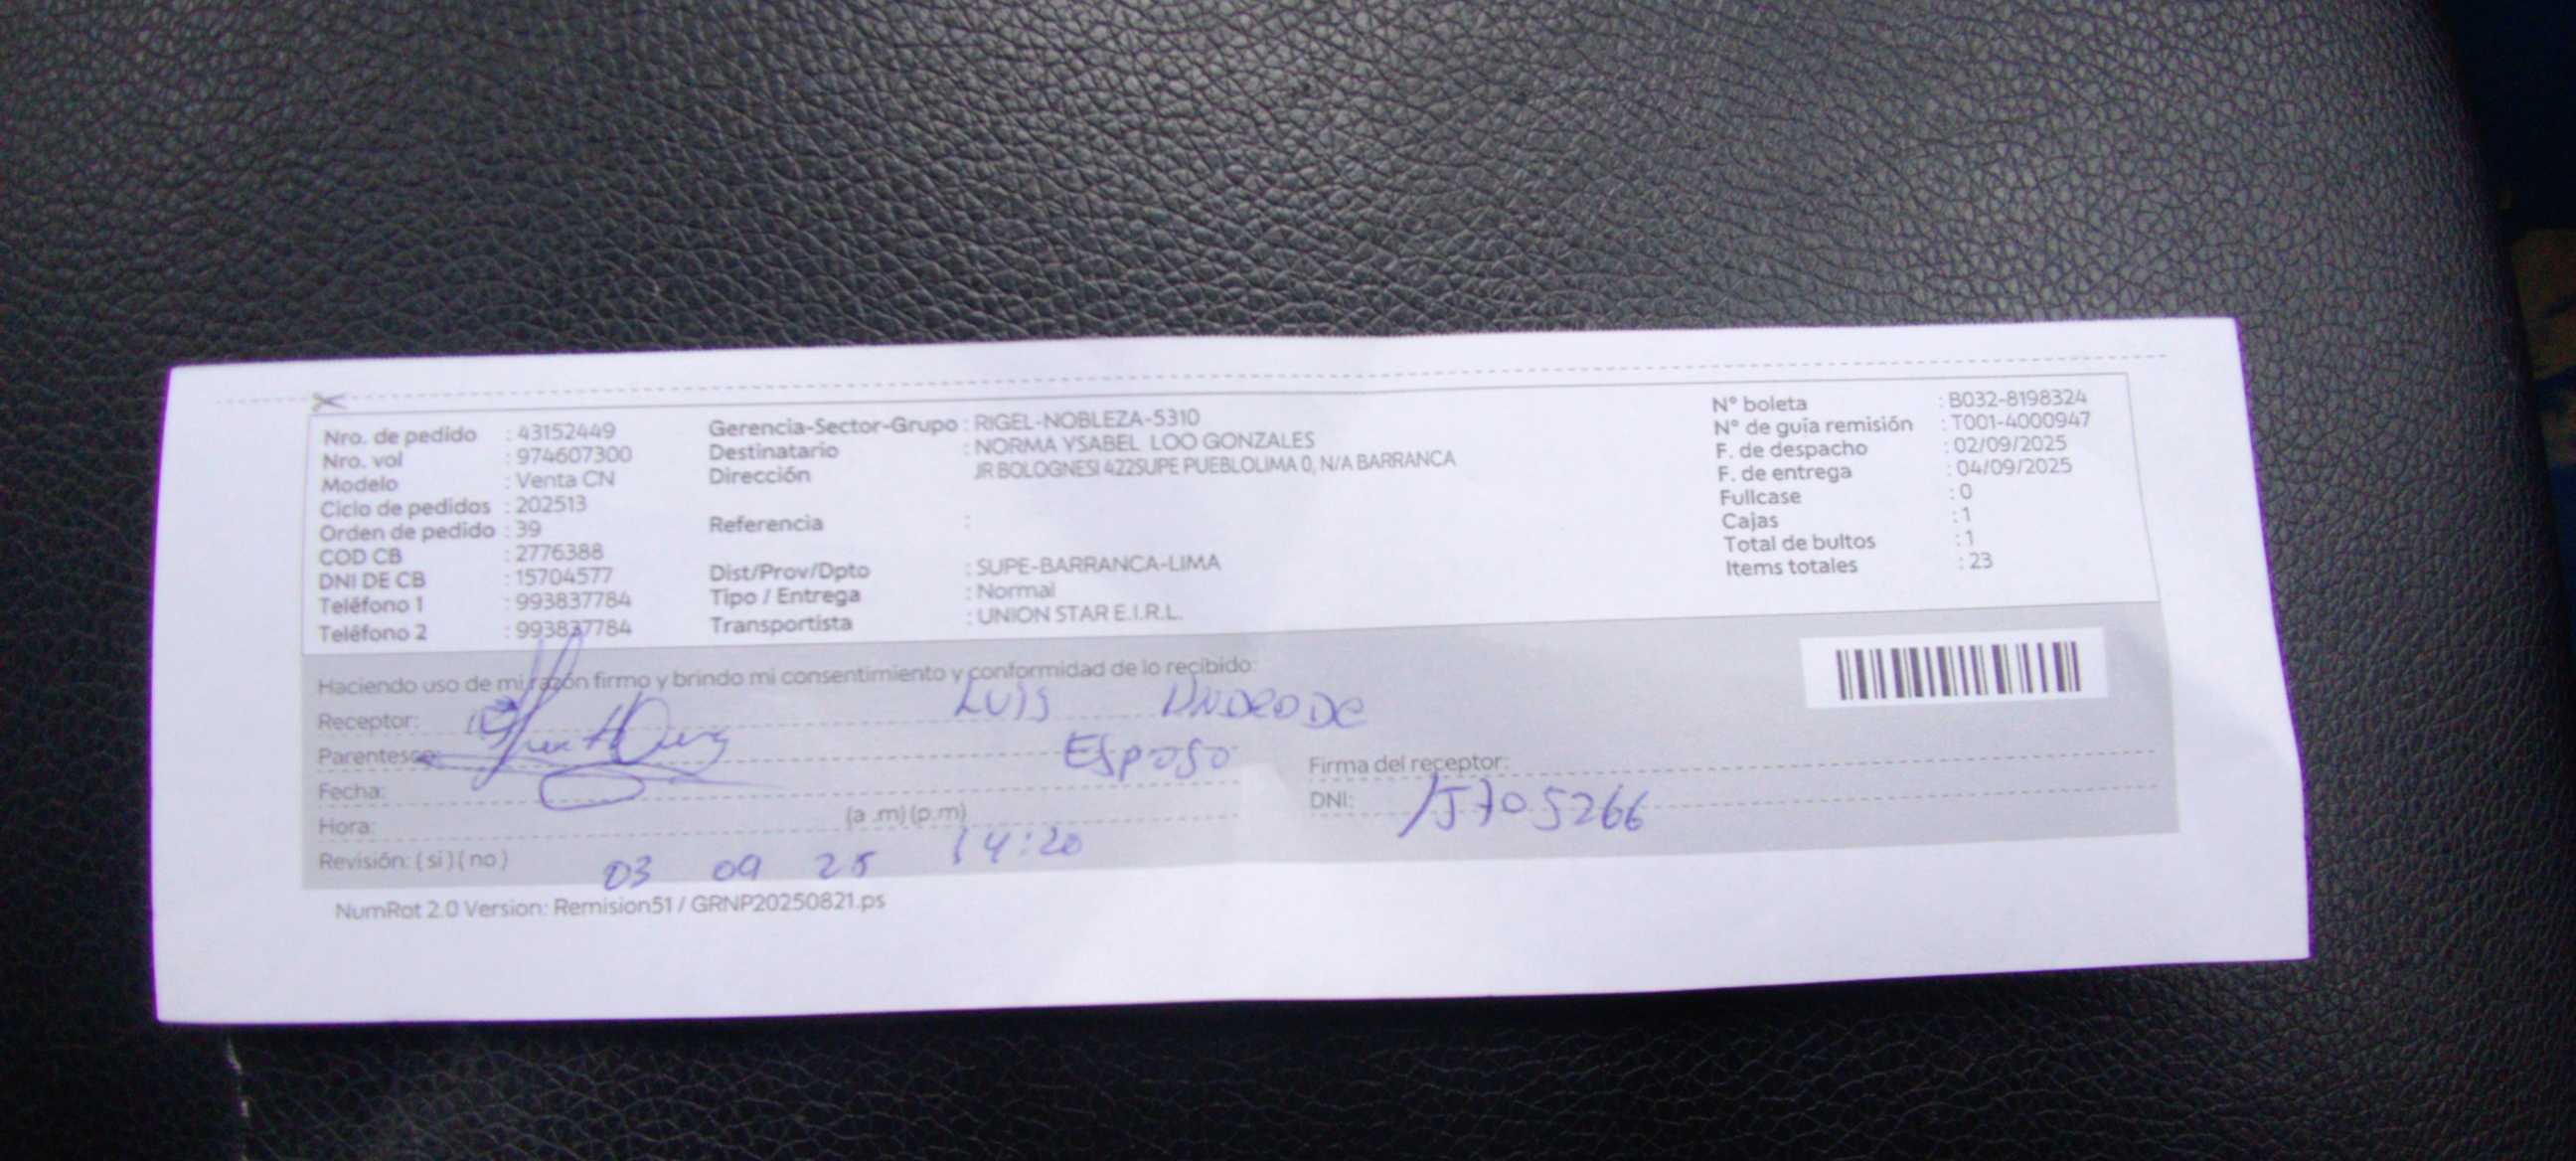 Nro. de pedido : 43152449
Nro. vol : 974607300
Modelo : Venta CN
Ciclo de pedidos : 202513
Orden de pedido : 39
COD CB : 2776388
DNI DE CB : 15704577
Teléfono 1 : 993837784
Teléfono 2 : 993837784
Gerencia-Sector-Grupo : RIGEL-NOBLEZA-5310
Destinatario : NORMA YSABEL LOO GONZALES
Dirección JR BOLOGNESI 422SUPE PUEBLOLIMA 0, N/A BARRANCA
Referencia :
Dist/Prov/Dpto : SUPE-BARRANCA-LIMA
Tipo / Entrega : Normal
Transportista : UNION STAR E.I.R.L.
N° boleta : B032-8198324
N° de guía remisión : T001-4000947
F. de despacho : 02/09/2025
F. de entrega : 04/09/2025
Fullcase : 0
Cajas : 1
Total de bultos : 1
Items totales : 23
Haciendo uso de mi razón firmo y brindo mi consentimiento y conformidad de lo recibido:
Receptor: LUIS
Parentesco: Esposo
Fecha:
Hora: (a .m) (p.m)
Revisión: ( si ) ( no ) 03 09 25 14:20
Firma del receptor:
DNI: 15705266
NumRot 2.0 Version: Remision51 / GRNP20250821.ps